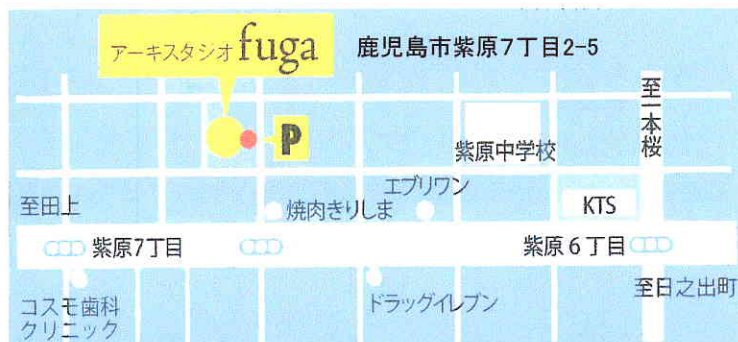 アーキスタジオ fuga
鹿児島市紫原7丁目2-5
至一本桜
P
紫原中学校
エブリワン
至田上
焼肉きりしま
KTS
紫原7丁目
紫原6丁目
至日之出町
コスモ歯科
クリニック
ドラッグイレブン